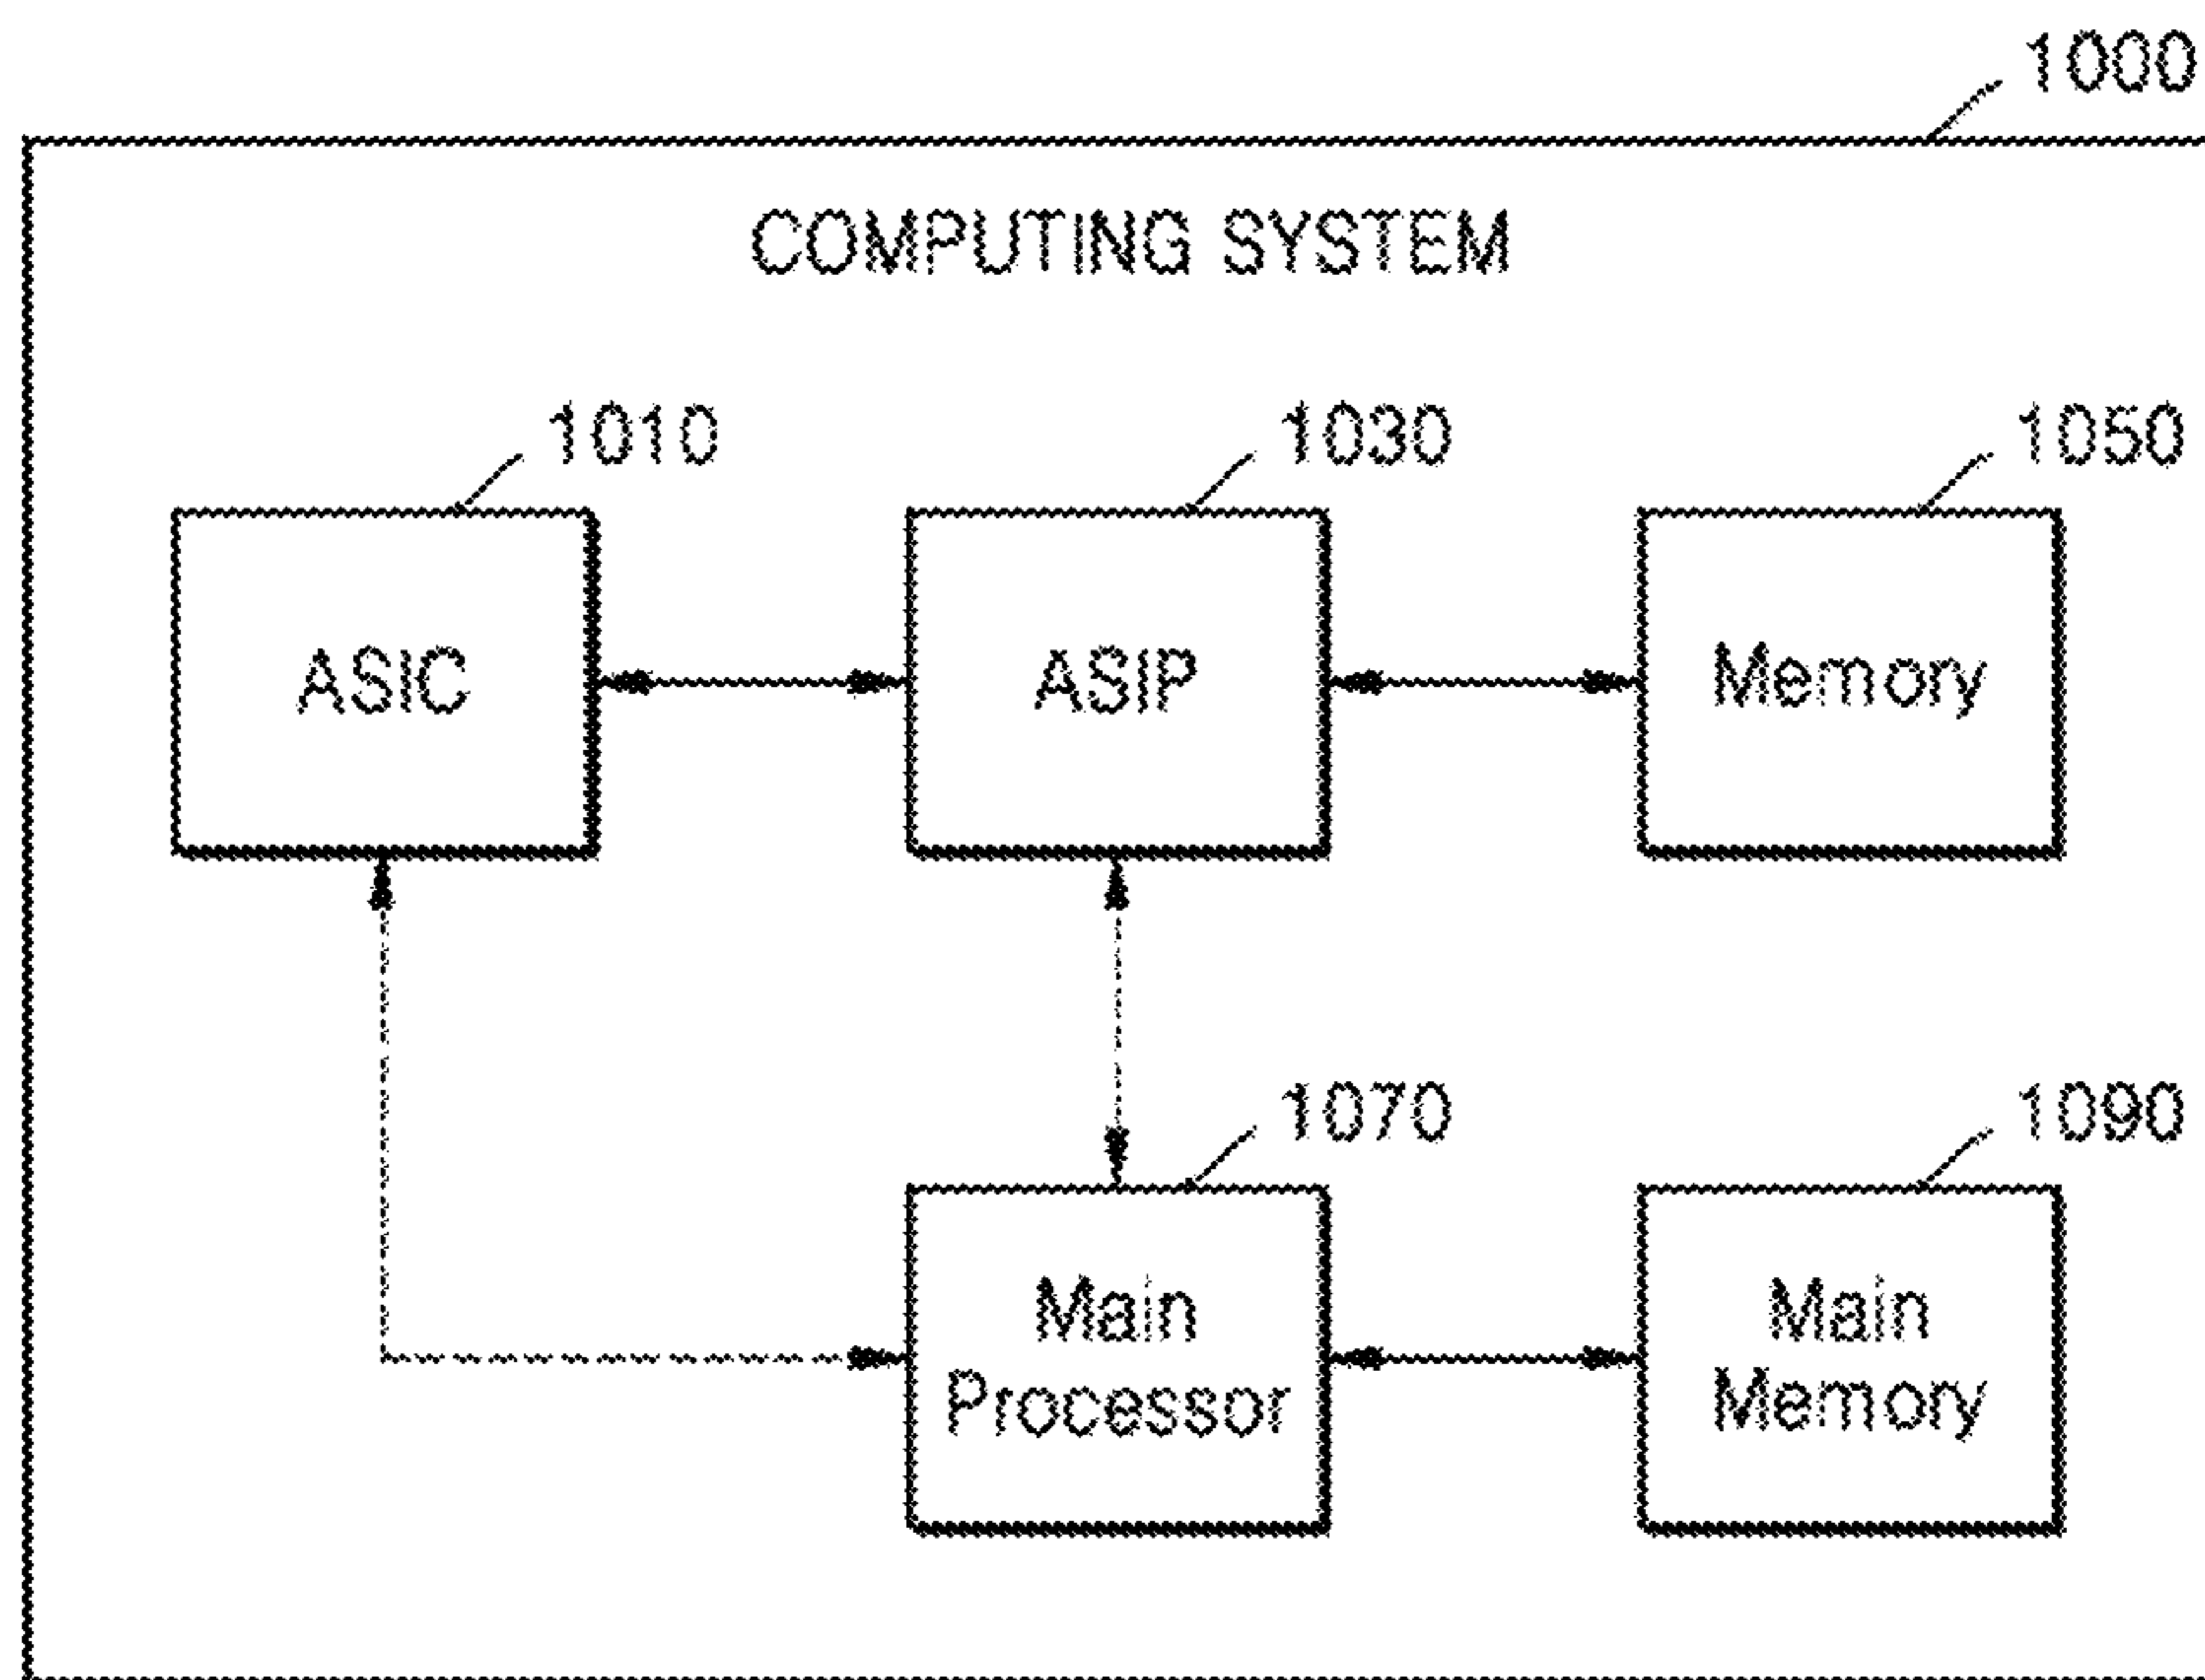 1000
COMPUTING SYSTEM
1010
1030
1050
ASIC
ASIP
Memory
1070
1090
Main
Processor
Main
Memory